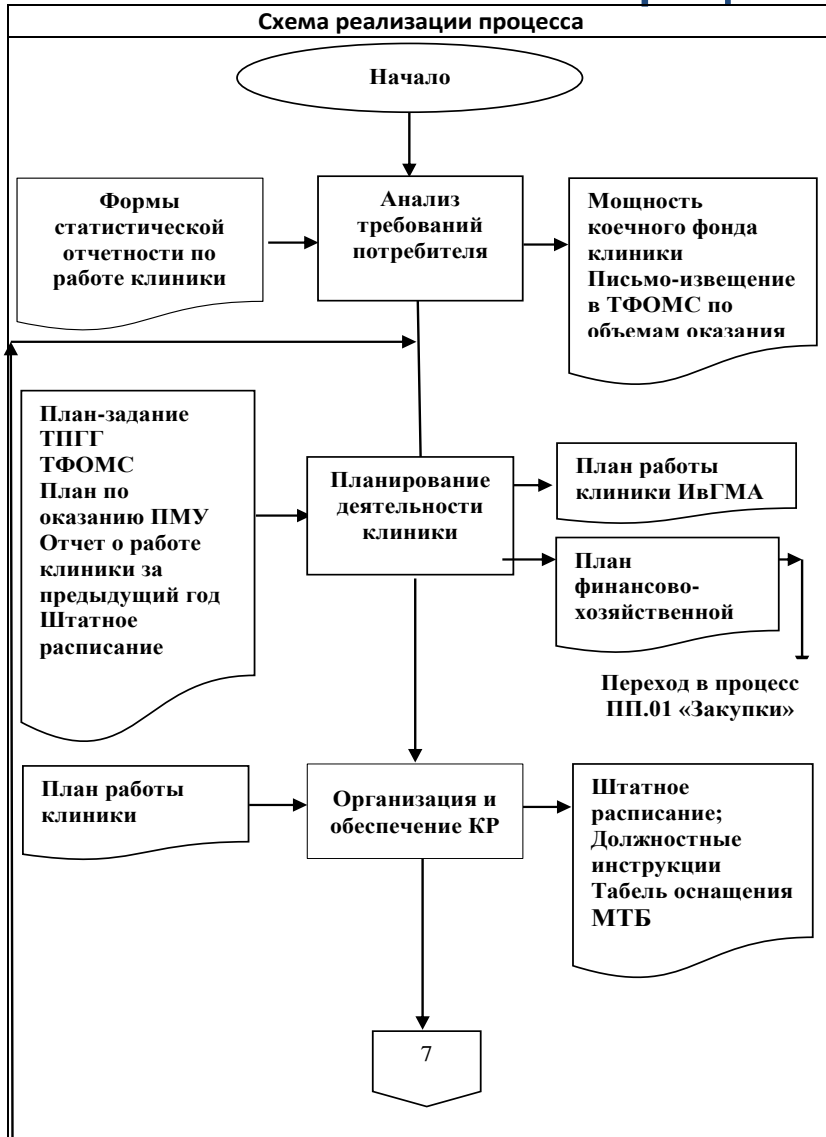 Схема реализации процесса
Начало
Формы
статистической
отчетности по
работе клиники
Анализ
требований
потребителя
Мощность
коечного фонда
клиники
Письмо-извещение
в ТФОМС по
объемам оказания
План-задание
ТПГГ
ТФОМС
План по
оказанию ПМУ
Отчет о работе
клиники за
предыдущий год
Штатное
расписание
Планирование
деятельности
клиники
План работы
клиники ИвГМА
План
финансово-
хозяйственной
Переход в процесс
ПП.01 «Закупки»
План работы
клиники
Организация и
обеспечение КР
Штатное
расписание;
Должностные
инструкции
Табель оснащения
МТБ
7